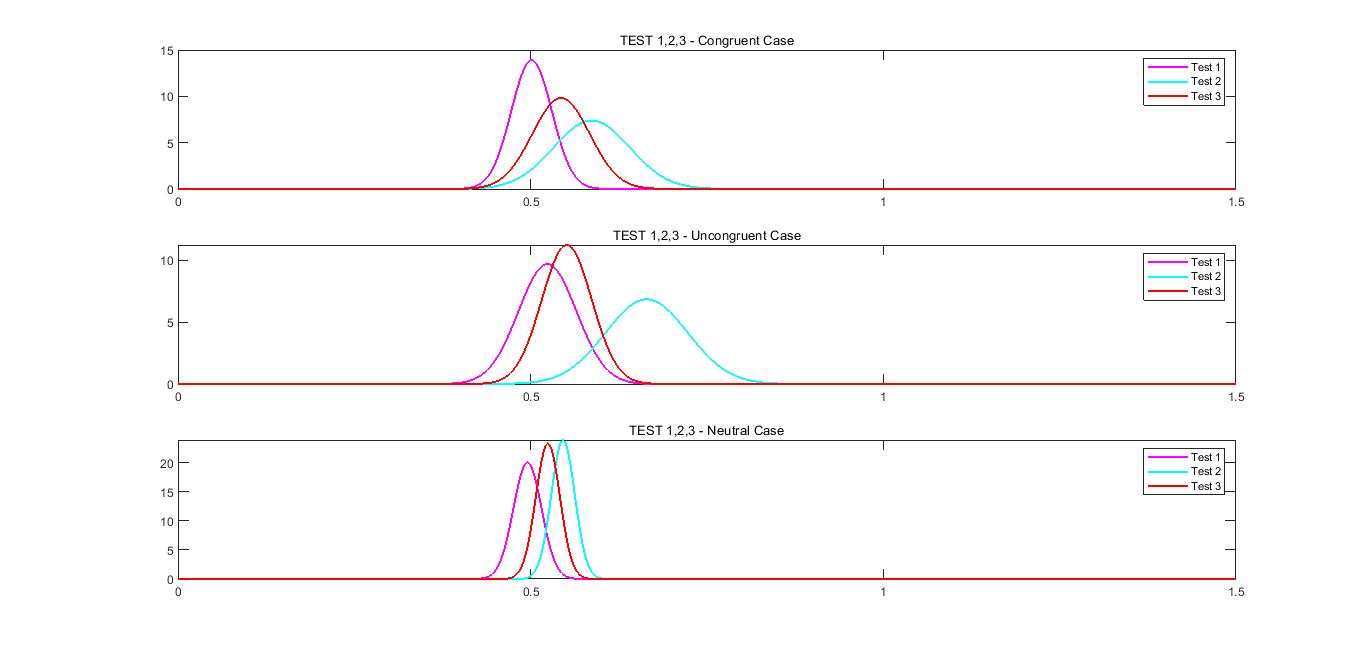 TEST 1,2,3 - Congruent Case
15
10
5
0
Test 1
Test 2
Test 3
0 0.5 1 1.5
TEST 1,2,3 - Uncongruent Case
10
5
0
Test 1
Test 2
Test 3
0 0.5 1 1.5
TEST 1,2,3 - Neutral Case
20
15
10
5
0
Test 1
Test 2
Test 3
0 0.5 1 1.5